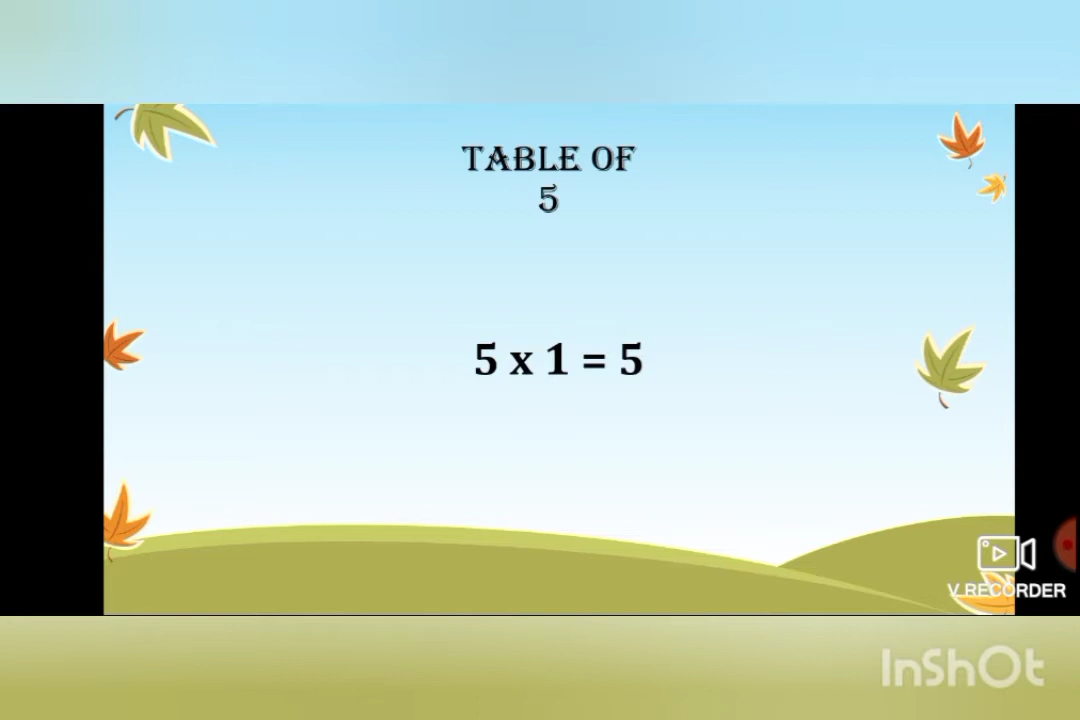 TABLE OF
5
5 x 1 = 5
V RECORDER
InShOt